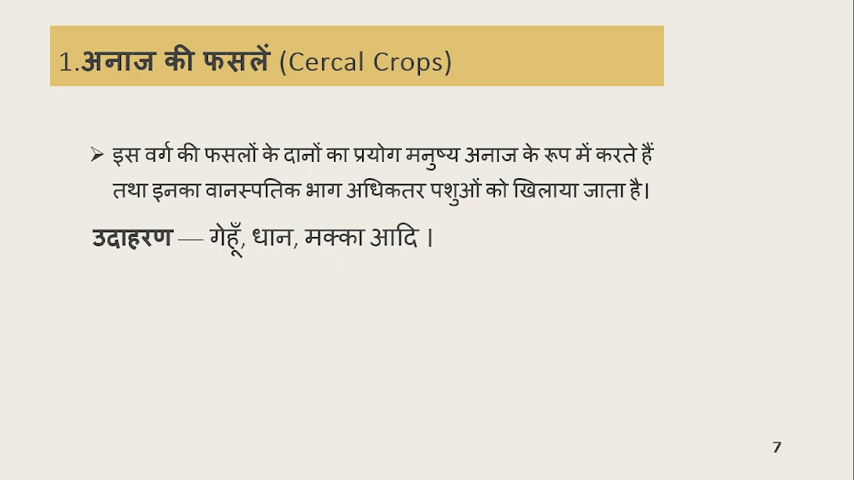 1.अनाज की फसलें (Cercal Crops)
➢ इस वर्ग की फसलों के दानों का प्रयोग मनुष्य अनाज के रूप में करते हैं
तथा इनका वानस्पतिक भाग अधिकतर पशुओं को खिलाया जाता है।
उदाहरण — गेहूँ, धान, मक्का आदि ।
7